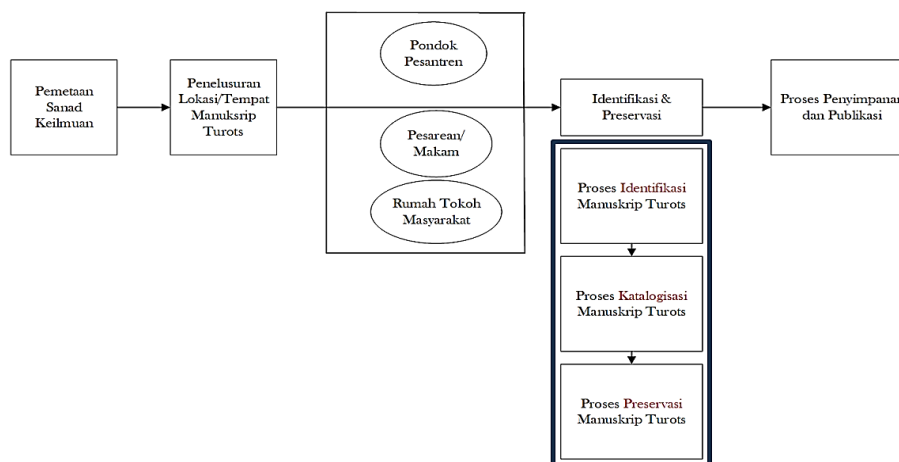 Pemetaan
Sanad
Keilmuan
Penelusuran
Lokasi/Tempat
Manuksrip
Turots
Pondok
Pesantren
Pesarean/
Makam
Rumah Tokoh
Masyarakat
Identifikasi &
Preservasi
Proses Identifikasi
Manuskrip Turots
Proses Katalogisasi
Manuskrip Turots
Proses Preservasi
Manuskrip Turots
Proses Penyimpanan
dan Publikasi